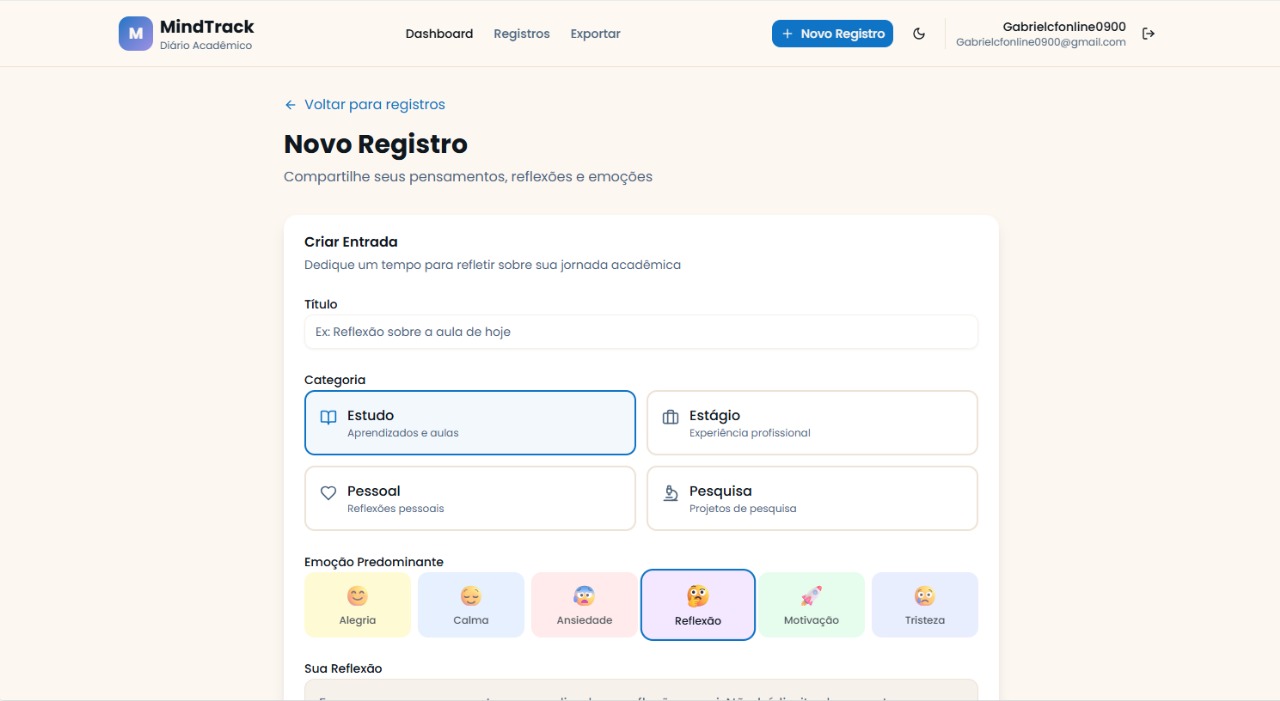 M
MindTrack
Diário Acadêmico
Dashboard
Registros
Exportar
+ Novo Registro
Gabrielcfonline0900
Gabrielcfonline0900@gmail.com
← Voltar para registros
Novo Registro
Compartilhe seus pensamentos, reflexões e emoções
Criar Entrada
Dedique um tempo para refletir sobre sua jornada acadêmica
Título
Ex: Reflexão sobre a aula de hoje
Categoria
Estudo
Aprendizados e aulas
Estágio
Experiência profissional
Pessoal
Reflexões pessoais
Pesquisa
Projetos de pesquisa
Emoção Predominante
Alegria
Calma
Ansiedade
Reflexão
Motivação
Tristeza
Sua Reflexão